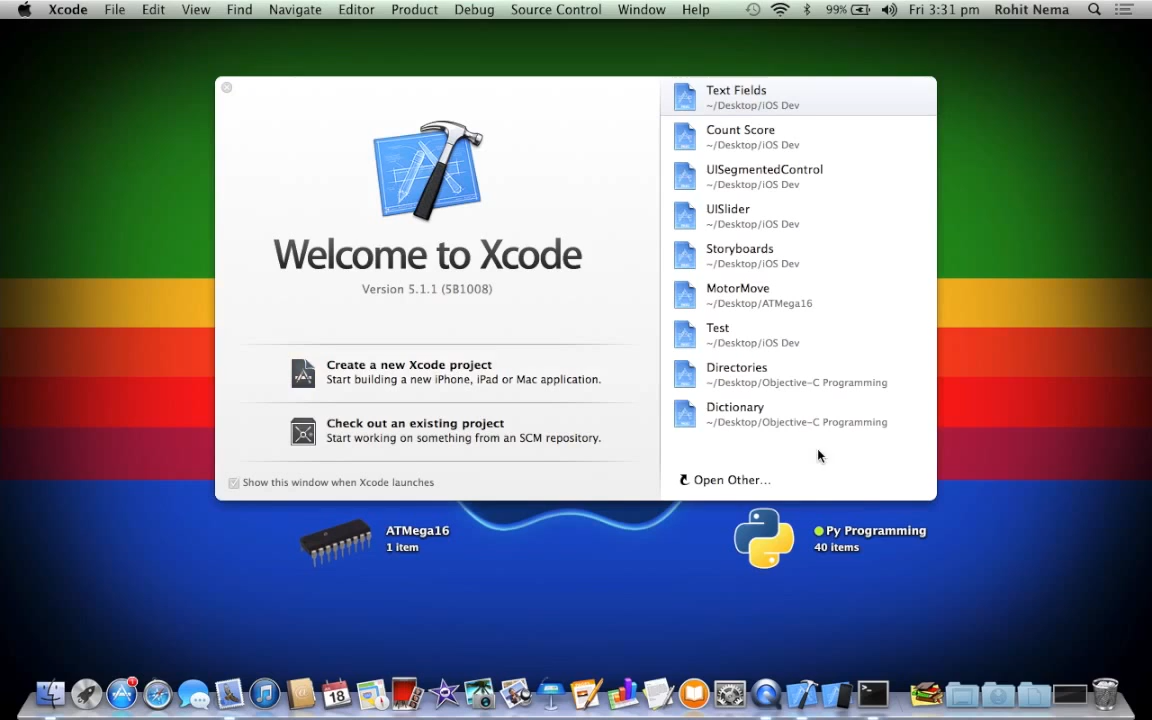 Xcode File Edit View Find Navigate Editor Product Debug Source Control Window Help 99% Fri 3:31 pm Rohit Nema
Welcome to Xcode
Version 5.1.1 (5B1008)
Create a new Xcode project
Start building a new iPhone, iPad or Mac application.
Check out an existing project
Start working on something from an SCM repository.
Show this window when Xcode launches
Text Fields
~/Desktop/iOS Dev
Count Score
~/Desktop/iOS Dev
UISegmentedControl
~/Desktop/iOS Dev
UISlider
~/Desktop/iOS Dev
Storyboards
~/Desktop/iOS Dev
MotorMove
~/Desktop/ATMega16
Test
~/Desktop/iOS Dev
Directories
~/Desktop/Objective-C Programming
Dictionary
~/Desktop/Objective-C Programming
Open Other...
ATMega16
1 item
Py Programming
40 items
18